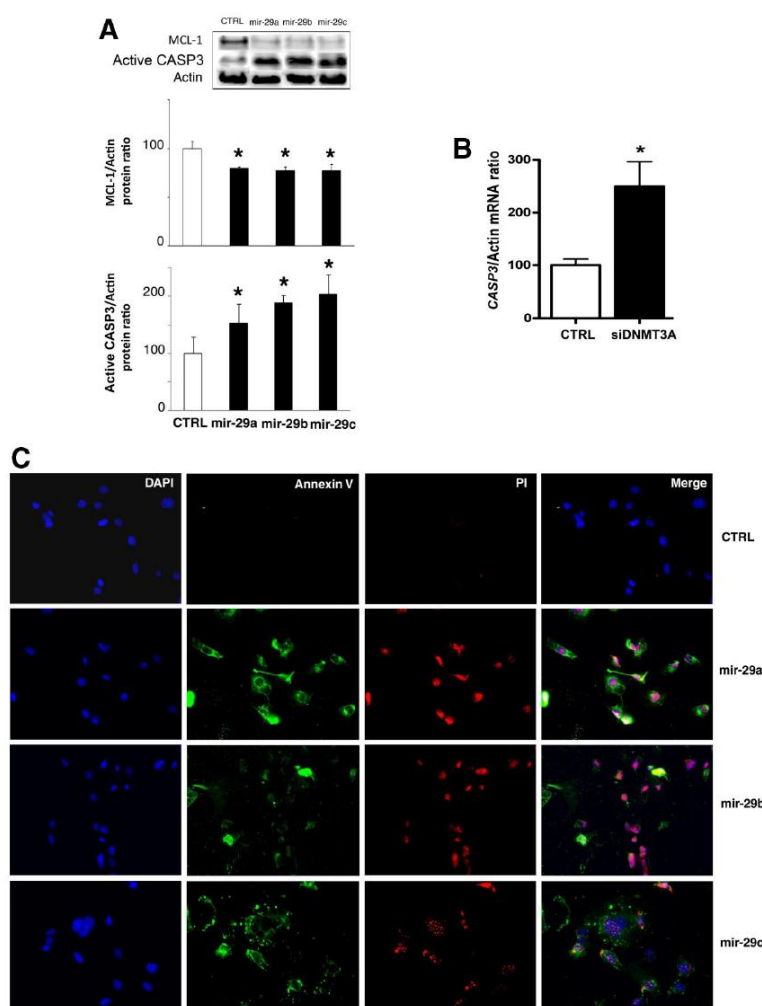 A
CTRL mir-29a mir-29b mir-29c
MCL-1
Active CASP3
Actin
MCL-1/Actin
protein ratio
100
0
* * *
Active CASP3/Actin
protein ratio
200
100
0
* * *
CTRL mir-29a mir-29b mir-29c
B
CASP3/Actin mRNA ratio
300
200
100
0
*
CTRL siDNMT3A
C
DAPI Annexin V PI Merge
CTRL
mir-29a
mir-29b
mir-29c